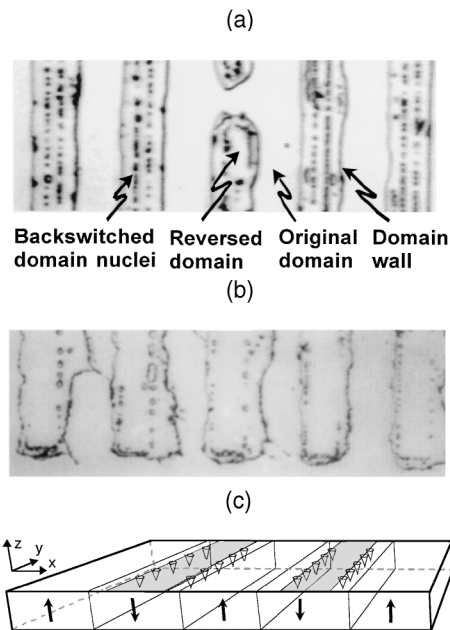 (a)
Backswitched Reversed Original Domain
domain nuclei domain domain wall
(b)
(c)
z
y
x